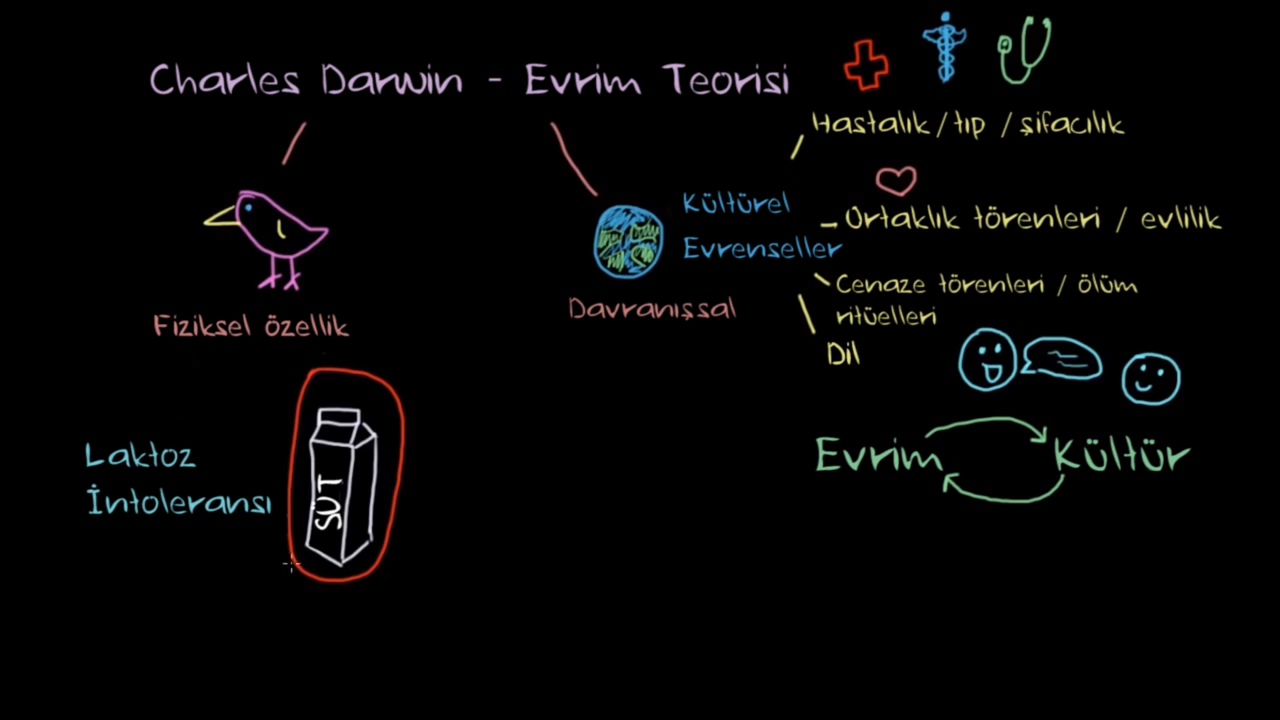 Charles Darwin - Evrim Teorisi
Hastalık / tıp / şifacılık
Kültürel
Evrenseller
Ortaklık törenleri / evlilik
Cenaze törenleri / ölüm
ritüelleri
Dil
Davranışsal
Fiziksel özellik
Laktoz
İntoleransı
SÜT
Evrim
Kültür